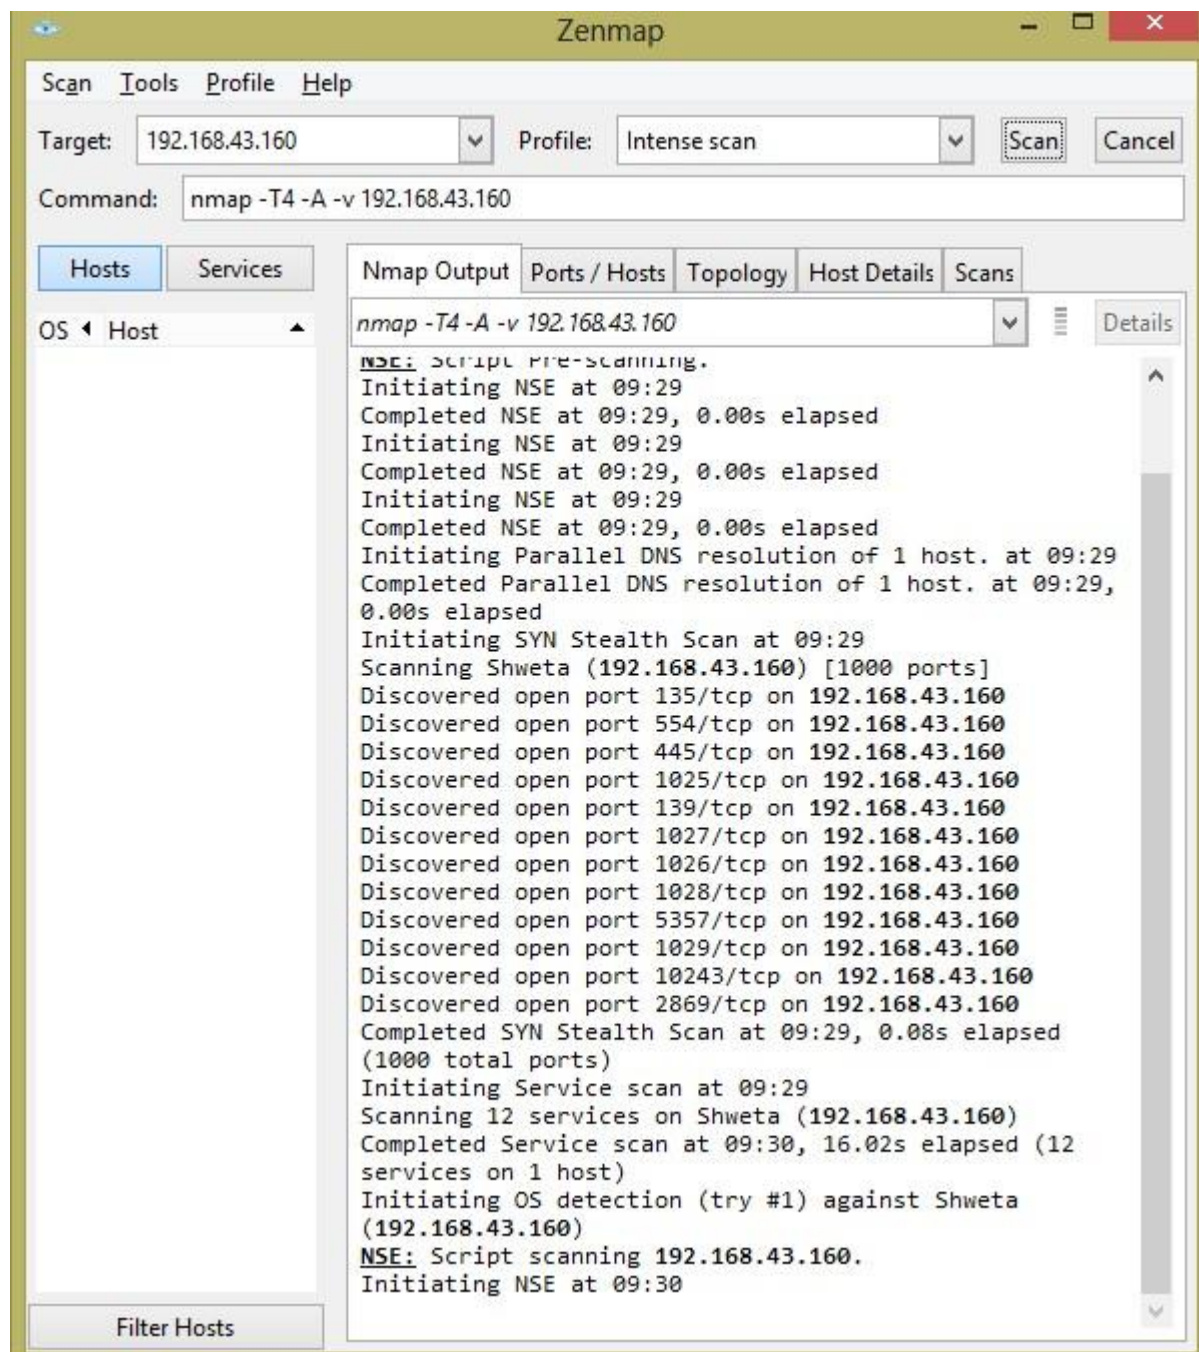 Zenmap
Scan Tools Profile Help
Target: 192.168.43.160 Profile: Intense scan Scan Cancel
Command: nmap -T4 -A -v 192.168.43.160
Hosts Services Nmap Output Ports / Hosts Topology Host Details Scans
OS Host nmap -T4 -A -v 192.168.43.160 Details
NSE: Script Pre-scanning.
Initiating NSE at 09:29
Completed NSE at 09:29, 0.00s elapsed
Initiating NSE at 09:29
Completed NSE at 09:29, 0.00s elapsed
Initiating NSE at 09:29
Completed NSE at 09:29, 0.00s elapsed
Initiating Parallel DNS resolution of 1 host. at 09:29
Completed Parallel DNS resolution of 1 host. at 09:29,
0.00s elapsed
Initiating SYN Stealth Scan at 09:29
Scanning Shweta (192.168.43.160) [1000 ports]
Discovered open port 135/tcp on 192.168.43.160
Discovered open port 554/tcp on 192.168.43.160
Discovered open port 445/tcp on 192.168.43.160
Discovered open port 1025/tcp on 192.168.43.160
Discovered open port 139/tcp on 192.168.43.160
Discovered open port 1027/tcp on 192.168.43.160
Discovered open port 1026/tcp on 192.168.43.160
Discovered open port 1028/tcp on 192.168.43.160
Discovered open port 5357/tcp on 192.168.43.160
Discovered open port 1029/tcp on 192.168.43.160
Discovered open port 10243/tcp on 192.168.43.160
Discovered open port 2869/tcp on 192.168.43.160
Completed SYN Stealth Scan at 09:29, 0.08s elapsed
(1000 total ports)
Initiating Service scan at 09:29
Scanning 12 services on Shweta (192.168.43.160)
Completed Service scan at 09:30, 16.02s elapsed (12
services on 1 host)
Initiating OS detection (try #1) against Shweta
(192.168.43.160)
NSE: Script scanning 192.168.43.160.
Initiating NSE at 09:30
Filter Hosts